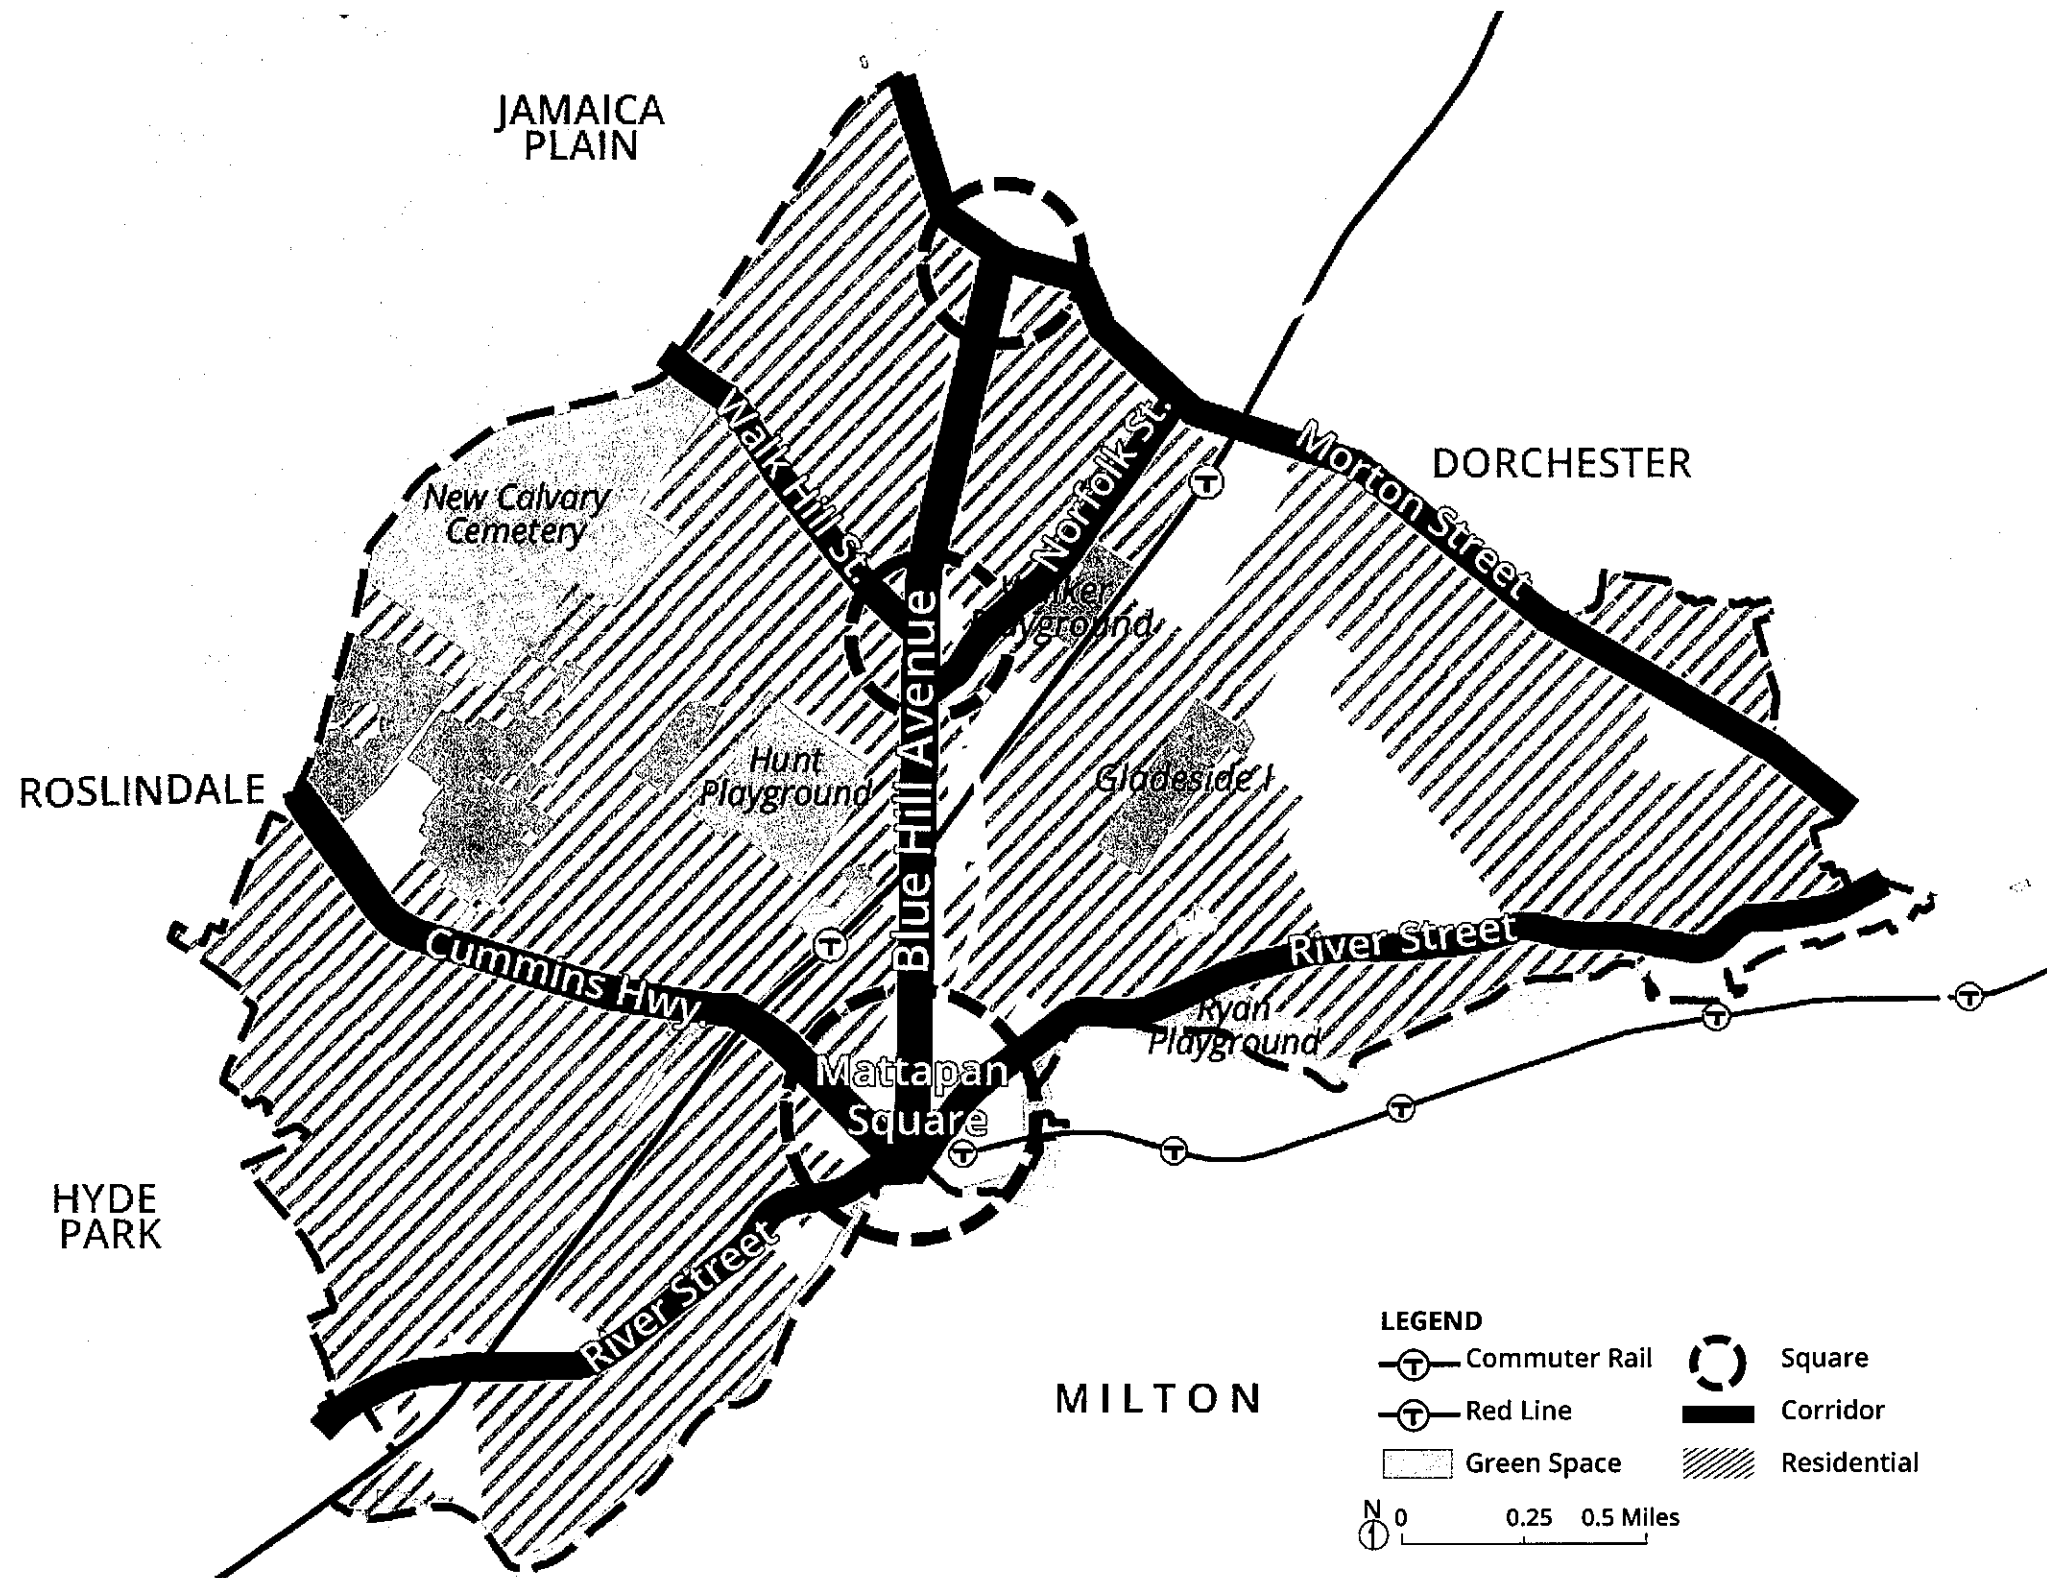 JAMAICA
PLAIN
DORCHESTER
Walk Hill St.
Norfolk St.
Morton Street
New Calvary
Cemetery
Playground
Hunt
Playground
Blue Hill Avenue
Gladeside I
ROSLINDALE
Cummins Hwy.
River Street
Ryan
Playground
Mattapan
Square
HYDE
PARK
River Street
MILTON
LEGEND
T Commuter Rail
Square
T Red Line
Corridor
Green Space
Residential
N
0 0.25 0.5 Miles
T
T
T
T
T
T
T